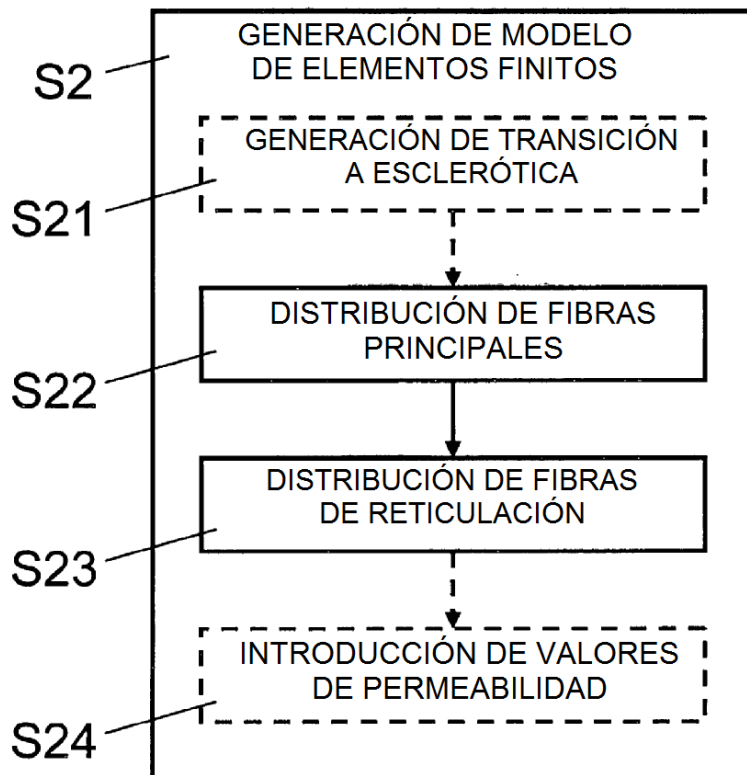 GENERACIÓN DE MODELO
DE ELEMENTOS FINITOS
S2
GENERACIÓN DE TRANSICIÓN
A ESCLERÓTICA
S21
DISTRIBUCIÓN DE FIBRAS
PRINCIPALES
S22
DISTRIBUCIÓN DE FIBRAS
DE RETICULACIÓN
S23
INTRODUCCIÓN DE VALORES
DE PERMEABILIDAD
S24